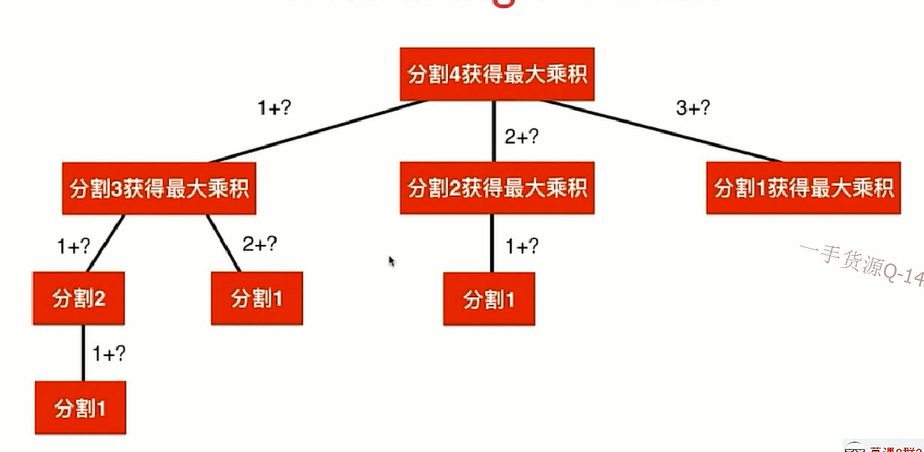 分割4获得最大乘积
1+?
2+?
3+?
分割3获得最大乘积
分割2获得最大乘积
分割1获得最大乘积
1+?
2+?
1+?
分割2
分割1
分割1
一手货源Q-14
1+?
分割1